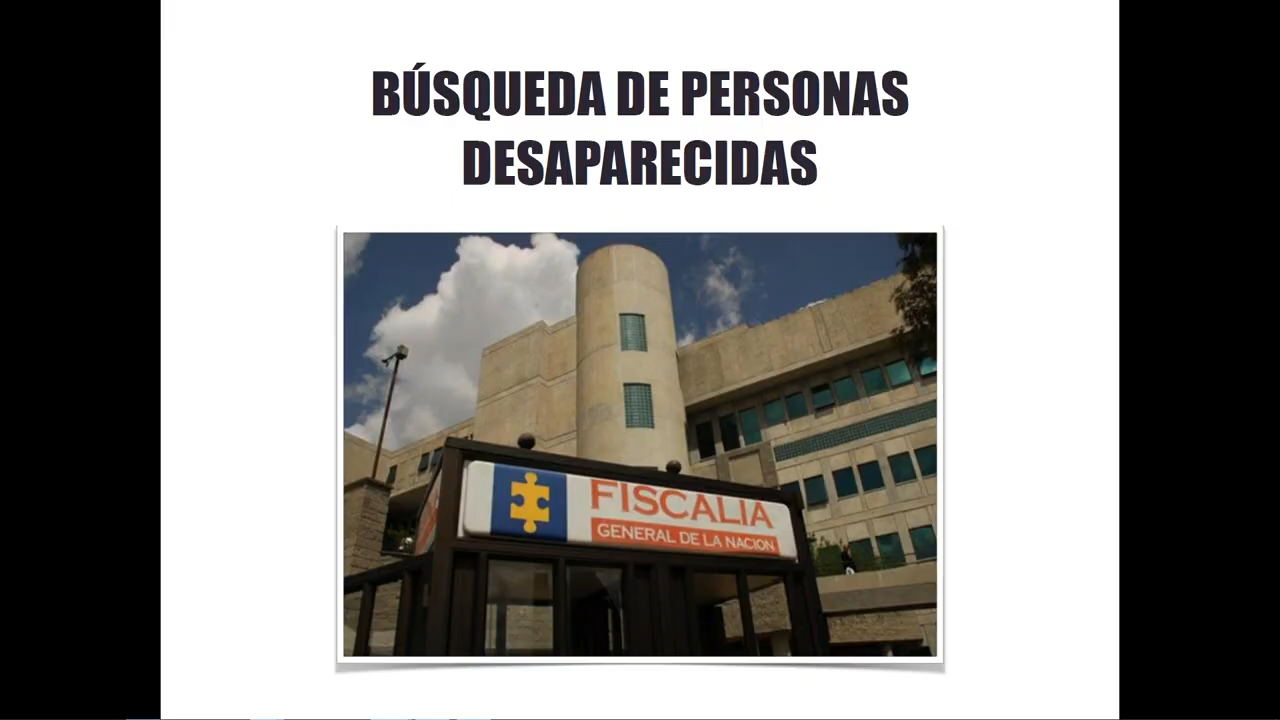 BÚSQUEDA DE PERSONAS
DESAPARECIDAS
FISCALIA
GENERAL DE LA NACION